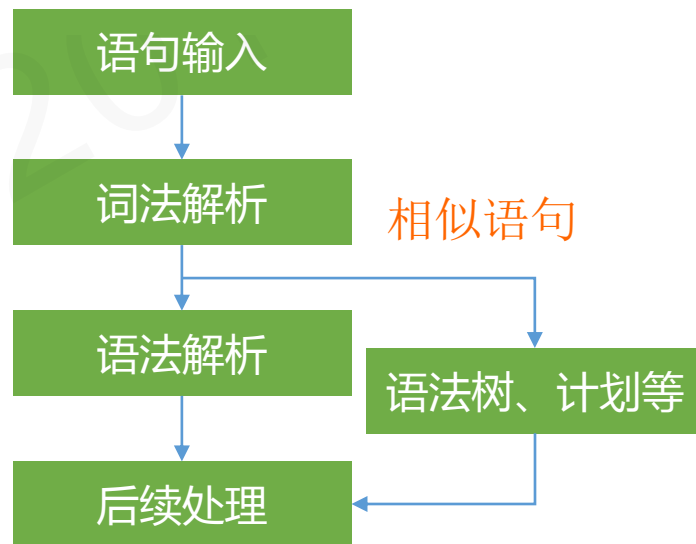 语句输入
词法解析
相似语句
语法解析
语法树、计划等
后续处理